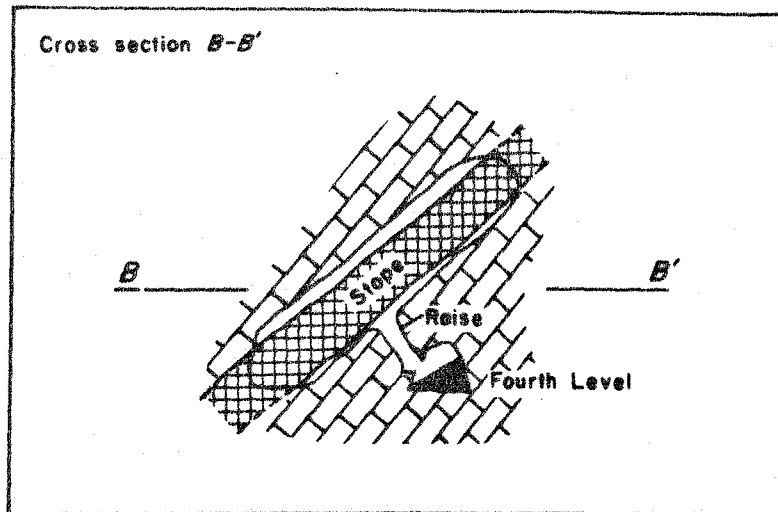 Cross section B-B'
B
B'
Stope
Raise
Fourth Level